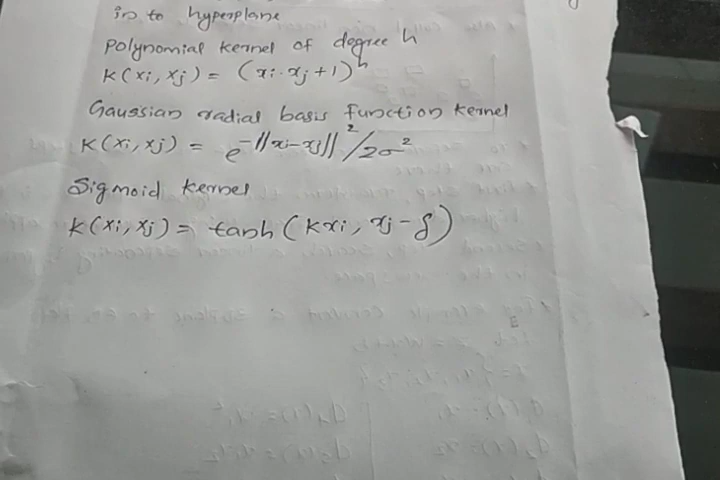 in to hyperplane
Polynomial kernel of degree h
K(xi, xj) = (xi·xj+1)^h
Gaussian radial basis function kernel
K(xi, xj) = e^-||xi-xj||^2/2σ^2
Sigmoid kernel
K(xi, xj) = tanh(kxi, xj-δ)